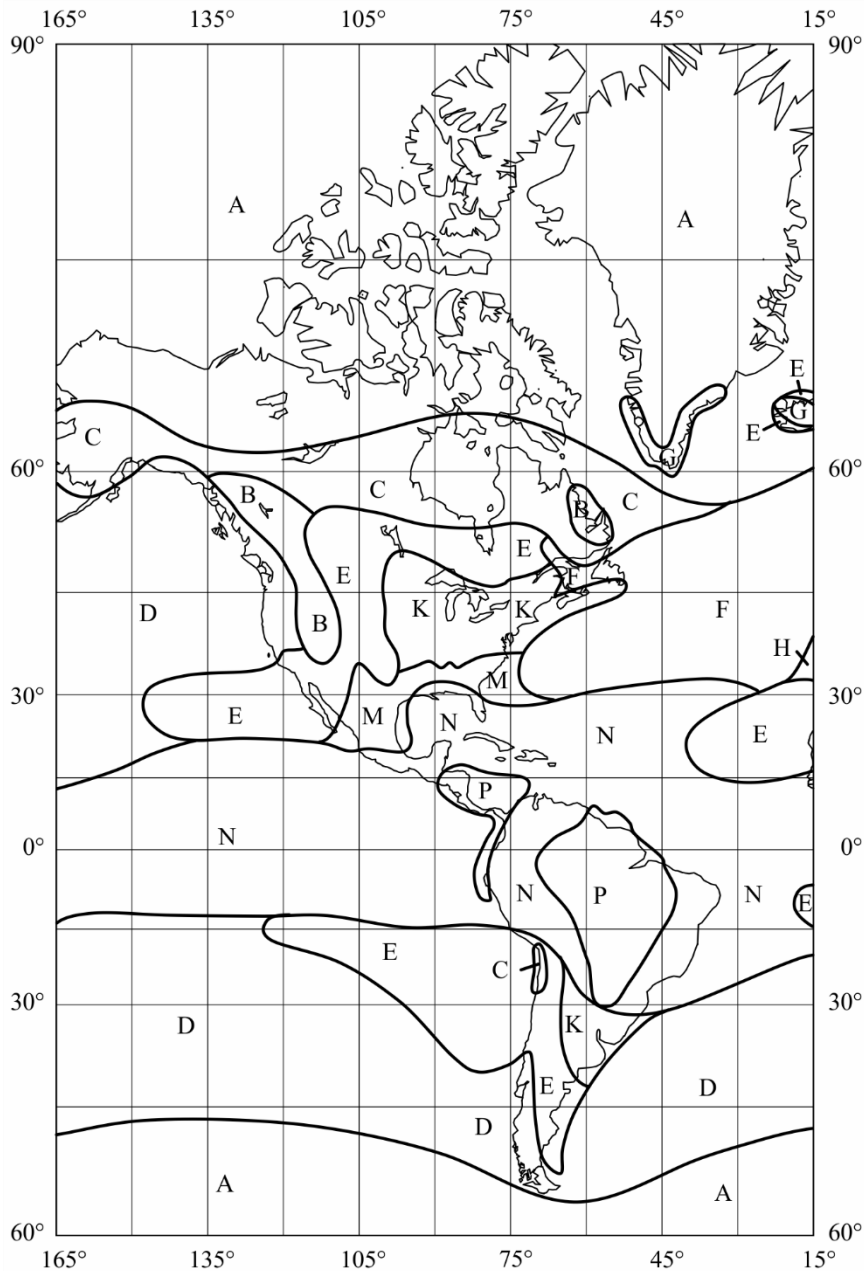 165° 135° 105° 75° 45° 15°
90° 90°
A
A
E
G
E
C
G
60° 60°
B C B C
E
E F
K K
D F
B
H
M
30° 30°
E M N N E
P
0° 0°
N
N P N E
E
C
30° 30°
D K
E D
D
A A
60° 60°
165° 135° 105° 75° 45° 15°